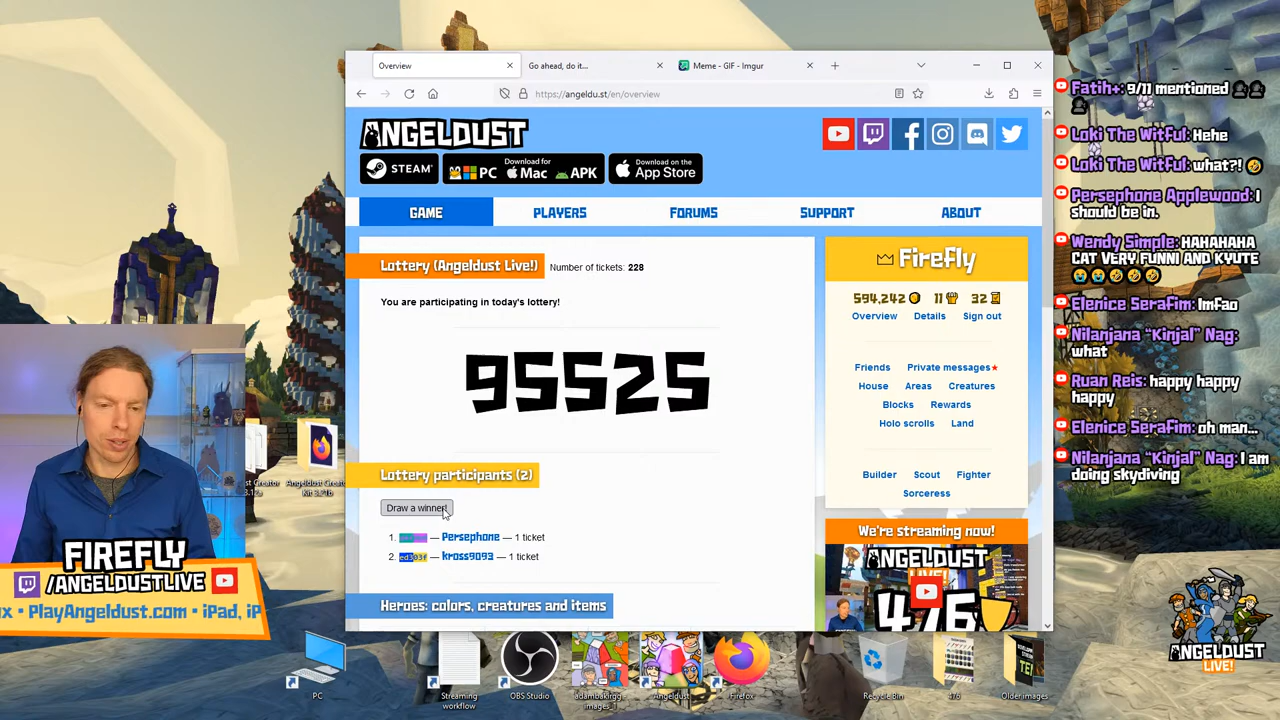 Overview
Go ahead, do it...
Meme - GIF - Imgur
https://angeldu.st/en/overview
ANGELDUST
STEAM
Download for
PC Mac APK
Download on the
App Store
GAME
PLAYERS
FORUMS
SUPPORT
ABOUT
Lottery (Angeldust Live!)
Number of tickets: 228
You are participating in today's lottery!
95525
Lottery participants (2)
Draw a winner!
1. — Persephone — 1 ticket
2. — kross9093 — 1 ticket
Heroes: colors, creatures and items
Firefly
594,242 11 32
Overview Details Sign out
Friends Private messages★
House Areas Creatures
Blocks Rewards
Holo scrolls Land
Builder Scout Fighter
Sorceress
We're streaming now!
ANGELDUST
476
Fatih+: 9/11 mentioned
Loki The Witful: Hehe
Loki The Witful: what?!
Persephone Applewood: I
should be in.
Wendy Simple: HAHAHAHA
CAT VERY FUNNI AND KYUTE
Elenice Serafim: lmfao
Nilanjana "Kinjal" Nag:
what
Ruan Reis: happy happy
happy
Elenice Serafim: oh man...
Nilanjana "Kinjal" Nag: I am
doing skydiving
FIREFLY
/ANGELDUSTLIVE
• PlayAngeldust.com • iPad, iP
PC
Streaming
workflow
OBS Studio
Angeldust
Firefox
Recycle Bin
476
Older images
ANGELDUST
LIVE!